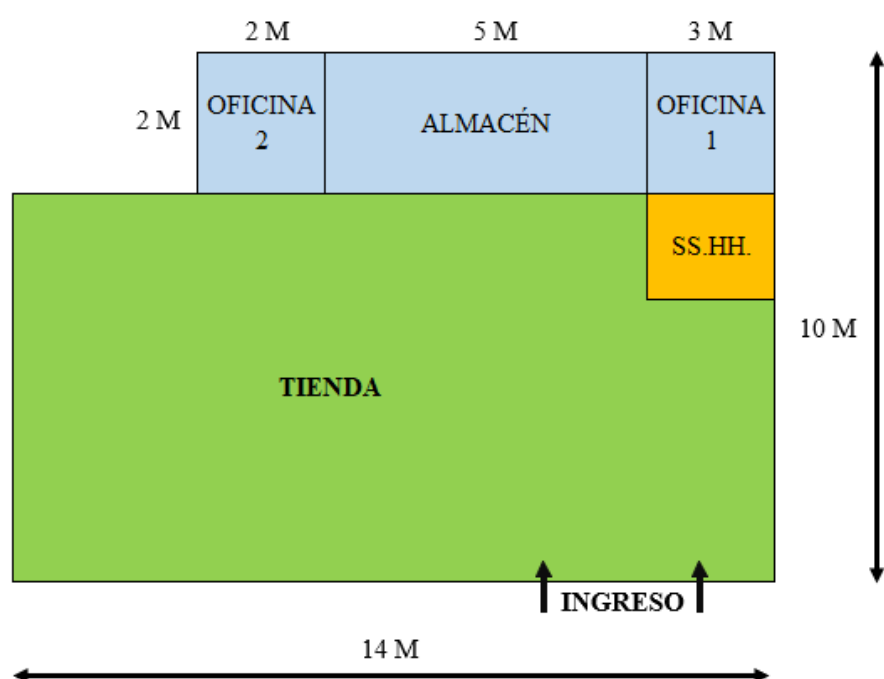 2 M 5 M 3 M
2 M
OFICINA
2
ALMACÉN
OFICINA
1
SS.HH.
10 M
TIENDA
INGRESO
14 M